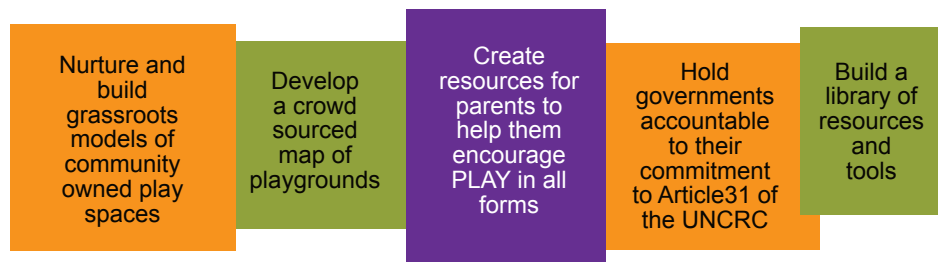 Nurture and
build
grassroots
models of
community
owned play
spaces
Develop
a crowd
sourced
map of
playgrounds
Create
resources for
parents to
help them
encourage
PLAY in all
forms
Hold
governments
accountable
to their
commitment
to Article31 of
the UNCRC
Build a
library of
resources
and
tools